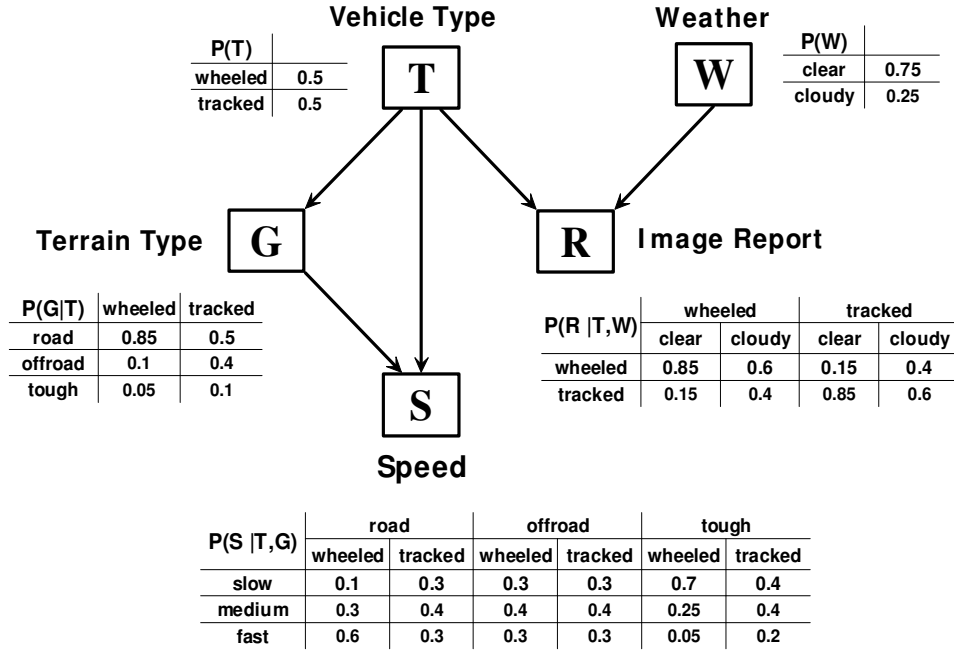 Vehicle Type
Weather
P(T)
wheeled 0.5
tracked 0.5
T
W
P(W)
clear 0.75
cloudy 0.25
Terrain Type
G
R
Image Report
P(G|T) wheeled tracked
road 0.85 0.5
offroad 0.1 0.4
tough 0.05 0.1
P(R |T,W) wheeled tracked
clear cloudy clear cloudy
wheeled 0.85 0.6 0.15 0.4
tracked 0.15 0.4 0.85 0.6
S
Speed
P(S |T,G) road offroad tough
wheeled tracked wheeled tracked wheeled tracked
slow 0.1 0.3 0.3 0.3 0.7 0.4
medium 0.3 0.4 0.4 0.4 0.25 0.4
fast 0.6 0.3 0.3 0.3 0.05 0.2